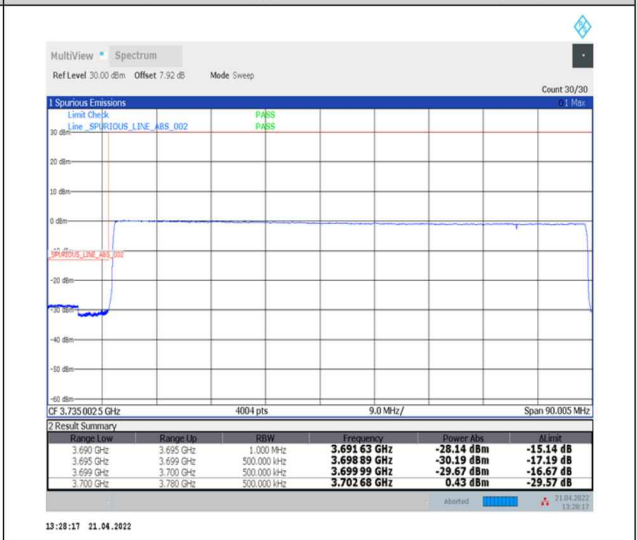 MultiView Spectrum
Ref Level 30.00 dBm Offset 7.92 dB Mode Sweep
Count 30/30
1 Spurious Emissions 1 Max
Limit Check PASS
Line _SPURIOUS_LINE_ABS_002 PASS
30 dBm
20 dBm
10 dBm
0 dBm
-10 dBm
_SPURIOUS_LINE_ABS_002
-20 dBm
-30 dBm
-40 dBm
-50 dBm
-60 dBm
CF 3.735 002 5 GHz 4004 pts 9.0 MHz/ Span 90.005 MHz
2 Result Summary
Range Low Range Up RBW Frequency Power Abs ΔLimit
3.690 GHz 3.695 GHz 1.000 MHz 3.691 63 GHz -28.14 dBm -15.14 dB
3.695 GHz 3.699 GHz 500.000 kHz 3.698 89 GHz -30.19 dBm -17.19 dB
3.699 GHz 3.700 GHz 500.000 kHz 3.699 99 GHz -29.67 dBm -16.67 dB
3.700 GHz 3.780 GHz 500.000 kHz 3.702 68 GHz 0.43 dBm -29.57 dB
Aborted 21.04.2022
13:28:17
13:28:17 21.04.2022